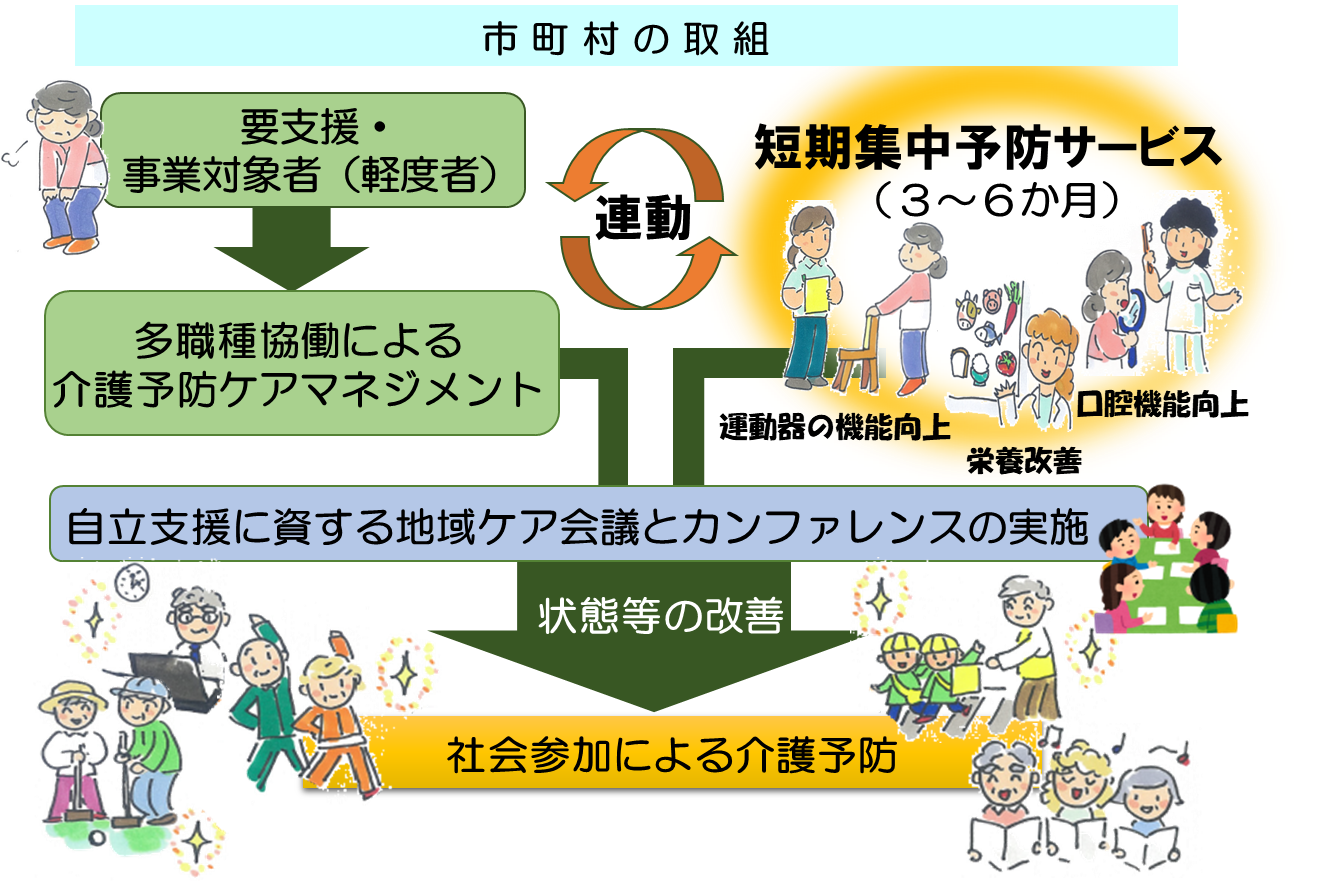 市町村の取組
要支援・
事業対象者（軽度者）
連動
短期集中予防サービス
（３～６か月）
多職種協働による
介護予防ケアマネジメント
運動器の機能向上
栄養改善
口腔機能向上
自立支援に資する地域ケア会議とカンファレンスの実施
状態等の改善
社会参加による介護予防